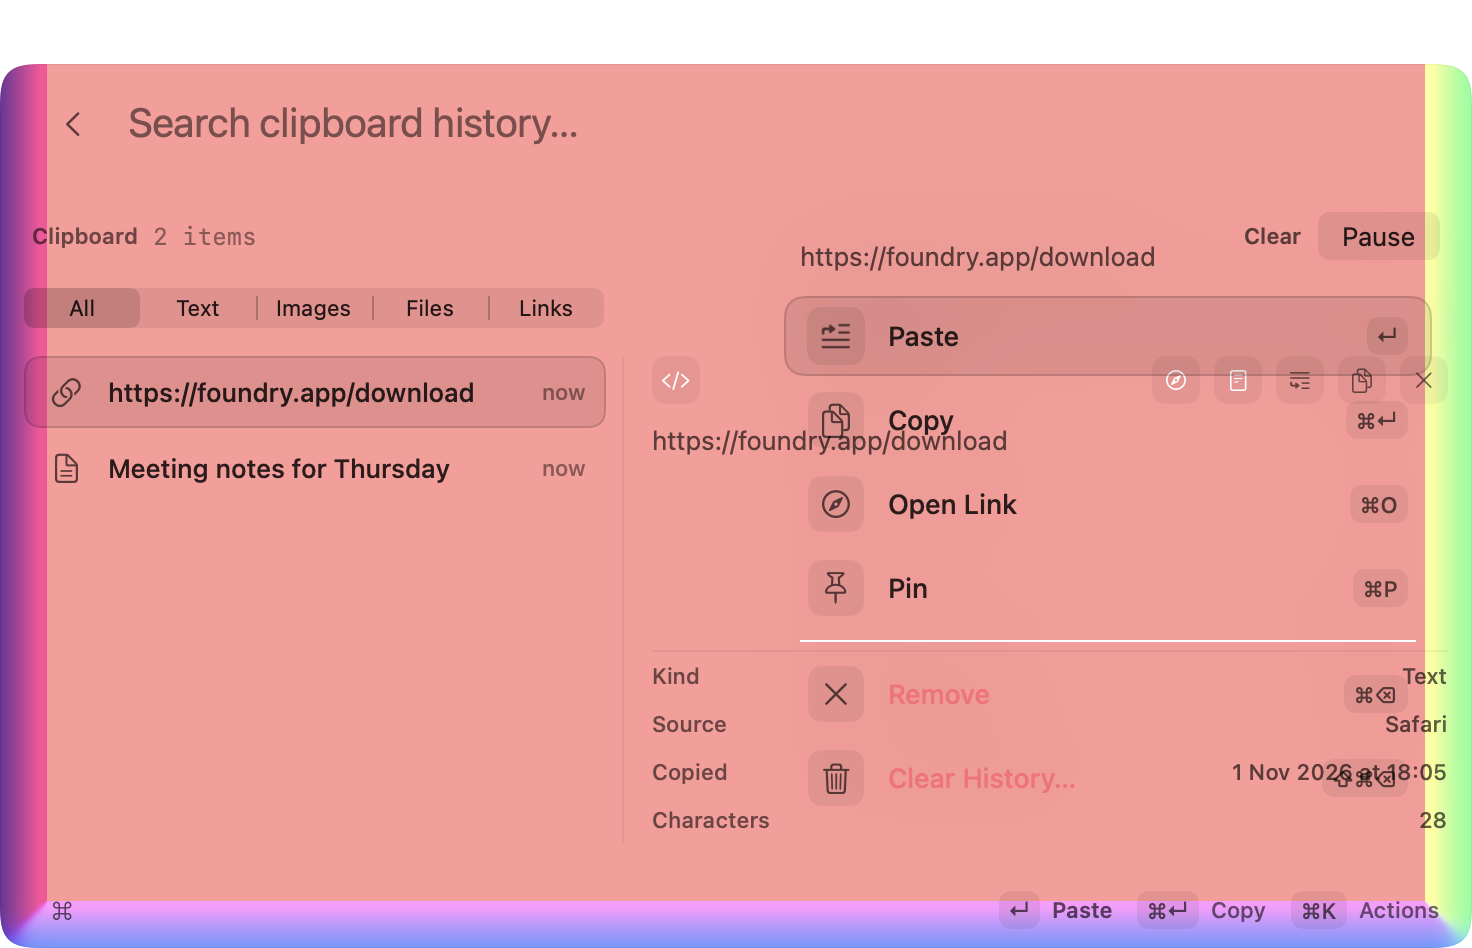 Search clipboard history...
Clipboard 2 items
Clear Pause
https://foundry.app/download
All Text Images Files Links
Paste ↵
https://foundry.app/download now
</>
Copy ⌘↵
https://foundry.app/download
Meeting notes for Thursday now
Open Link ⌘O
Pin ⌘P
Kind Text
Remove ⌘⌫
Source Safari
Copied 1 Nov 2026 at 18:05
Clear History... ⇧⌘⌫
Characters 28
⌘ ↵ Paste ⌘↵ Copy ⌘K Actions